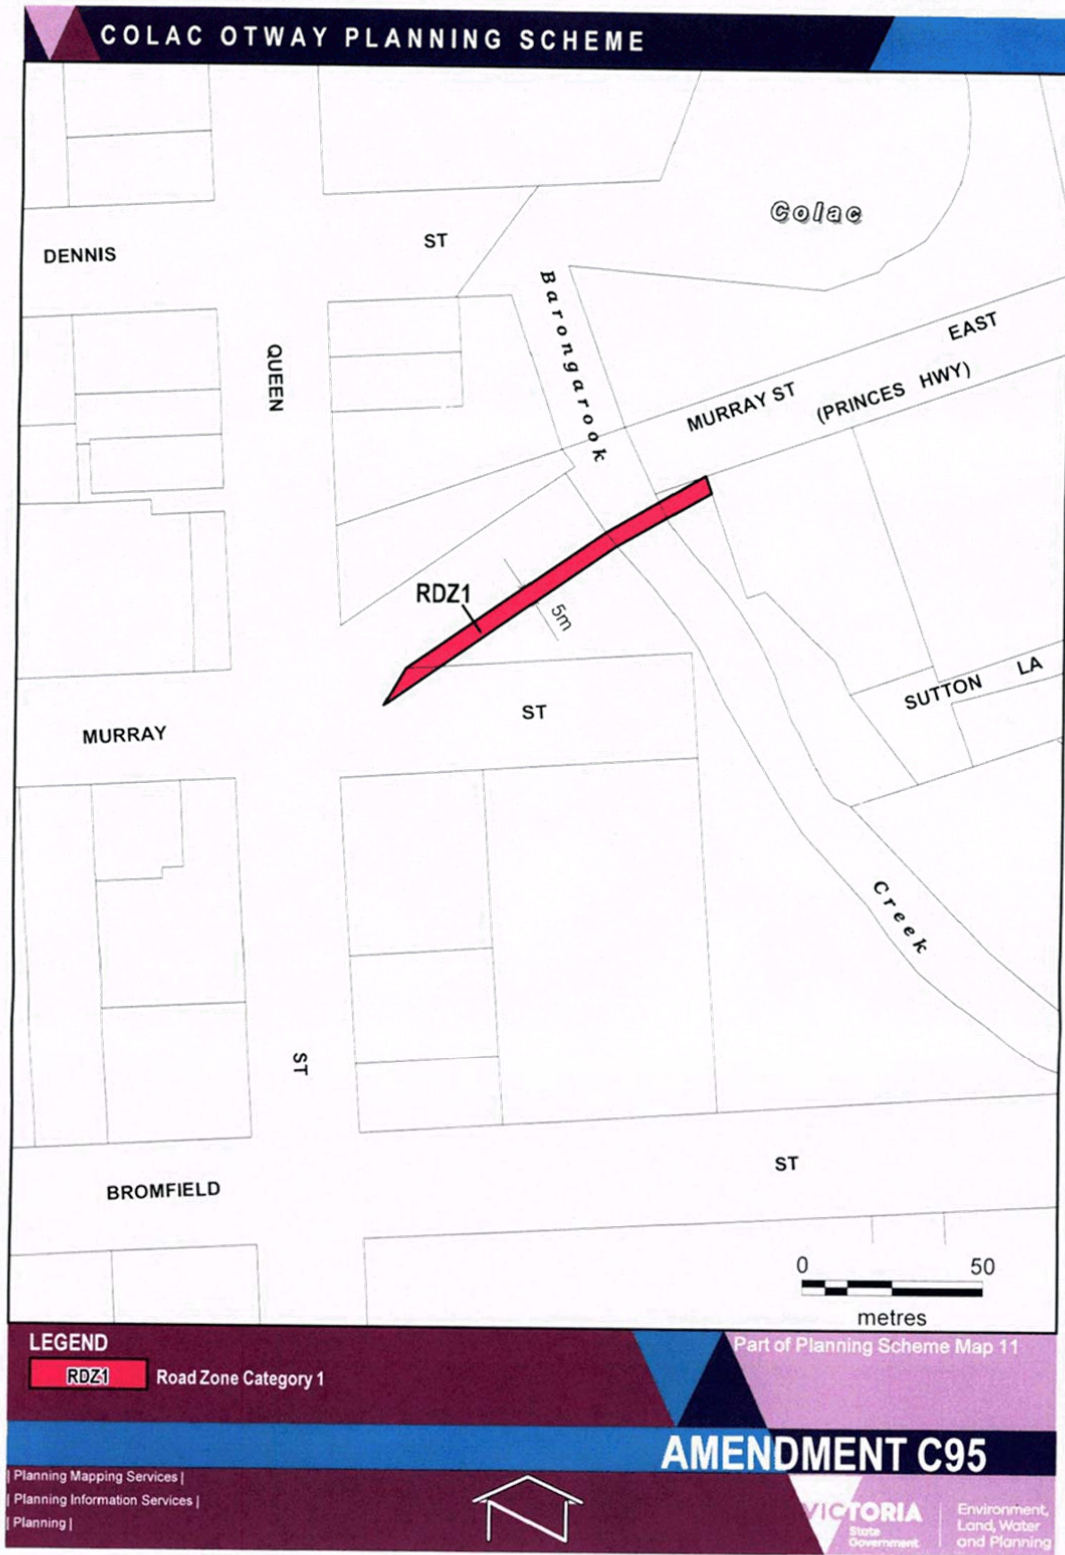 COLAC OTWAY PLANNING SCHEME
Colac
DENNIS
ST
Barongarook
QUEEN
EAST
MURRAY ST
(PRINCES HWY)
RDZ1
5m
SUTTON LA
MURRAY
ST
Creek
ST
ST
BROMFIELD
0 50
metres
LEGEND
RDZ1 Road Zone Category 1
Part of Planning Scheme Map 11
AMENDMENT C95
| Planning Mapping Services |
| Planning Information Services |
| Planning |
VICTORIA
State
Government
Environment,
Land, Water
and Planning